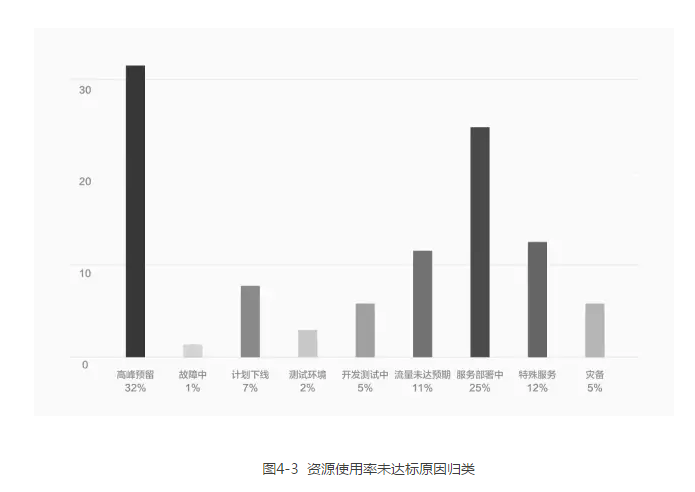 30
20
10
0
高峰预留 故障中 计划下线 测试环境 开发测试中 流量未达预期 服务部署中 特殊服务 灾备
32% 1% 7% 2% 5% 11% 25% 12% 5%
图4-3 资源使用率未达标原因归类